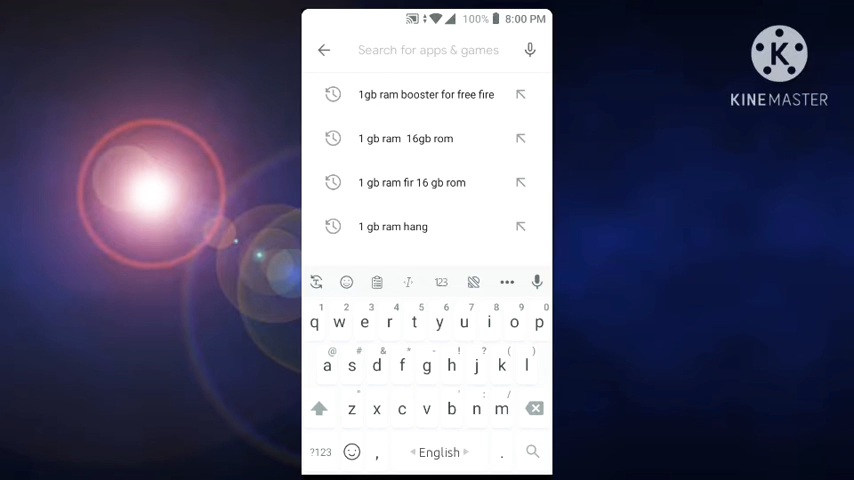 100% 8:00 PM
Search for apps & games
K
KINEMASTER
1gb ram booster for free fire
1 gb ram 16gb rom
1 gb ram fir 16 gb rom
1 gb ram hang
123
1 2 3 4 5 6 7 8 9 0
q w e r t y u i o p
@ # & * - ! ? ( )
a s d f g h j k l
" ' : ; /
z x c v b n m
?123 , English .